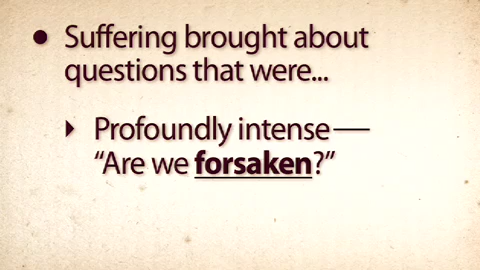 ● Suffering brought about
questions that were...
▸ Profoundly intense—
“Are we forsaken?”